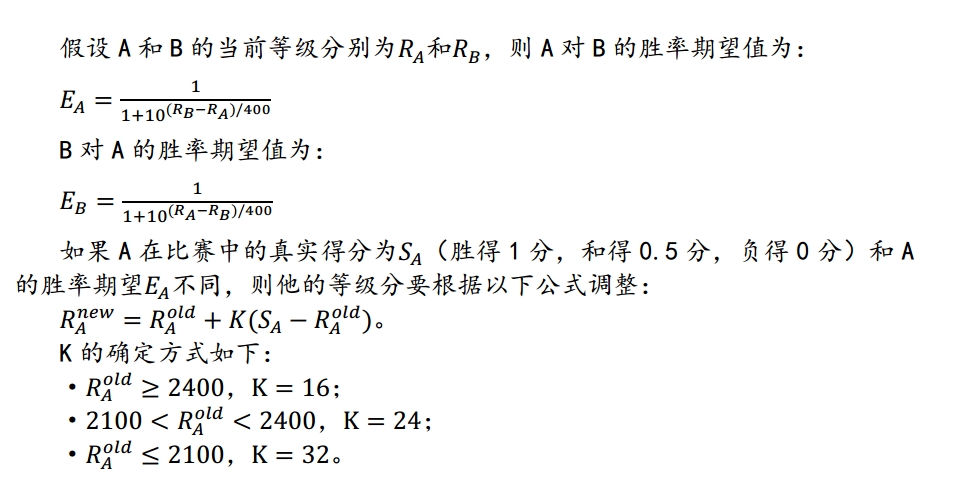 假设 A 和 B 的当前等级分别为$R_A$和$R_B$，则 A 对 B 的胜率期望值为：
$E_A = \frac{1}{1+10^{(R_B-R_A)/400}}$
B 对 A 的胜率期望值为：
$E_B = \frac{1}{1+10^{(R_A-R_B)/400}}$
如果 A 在比赛中的真实得分为$S_A$（胜得 1 分，和得 0.5 分，负得 0 分）和 A
的胜率期望$E_A$不同，则他的等级分要根据以下公式调整：
$R_A^{new} = R_A^{old} + K(S_A - R_A^{old})$。
K 的确定方式如下：
• $R_A^{old} \geq 2400$，K = 16；
• $2100 < R_A^{old} < 2400$，K = 24；
• $R_A^{old} \leq 2100$，K = 32。